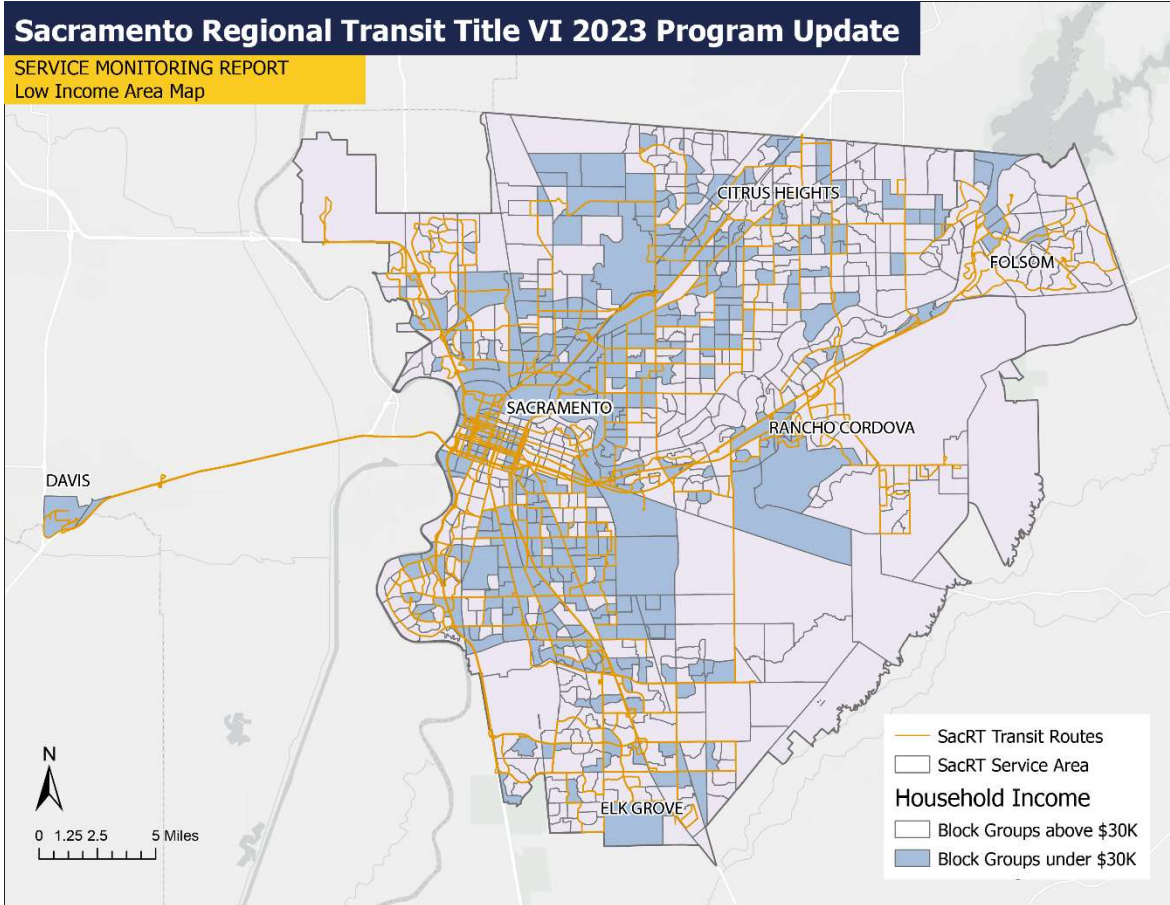 Sacramento Regional Transit Title VI 2023 Program Update
SERVICE MONITORING REPORT
Low Income Area Map
CITRUS HEIGHTS
FOLSOM
SACRAMENTO
RANCHO CORDOVA
DAVIS
ELK GROVE
N
0 1.25 2.5 5 Miles
SacRT Transit Routes
SacRT Service Area
Household Income
Block Groups above $30K
Block Groups under $30K